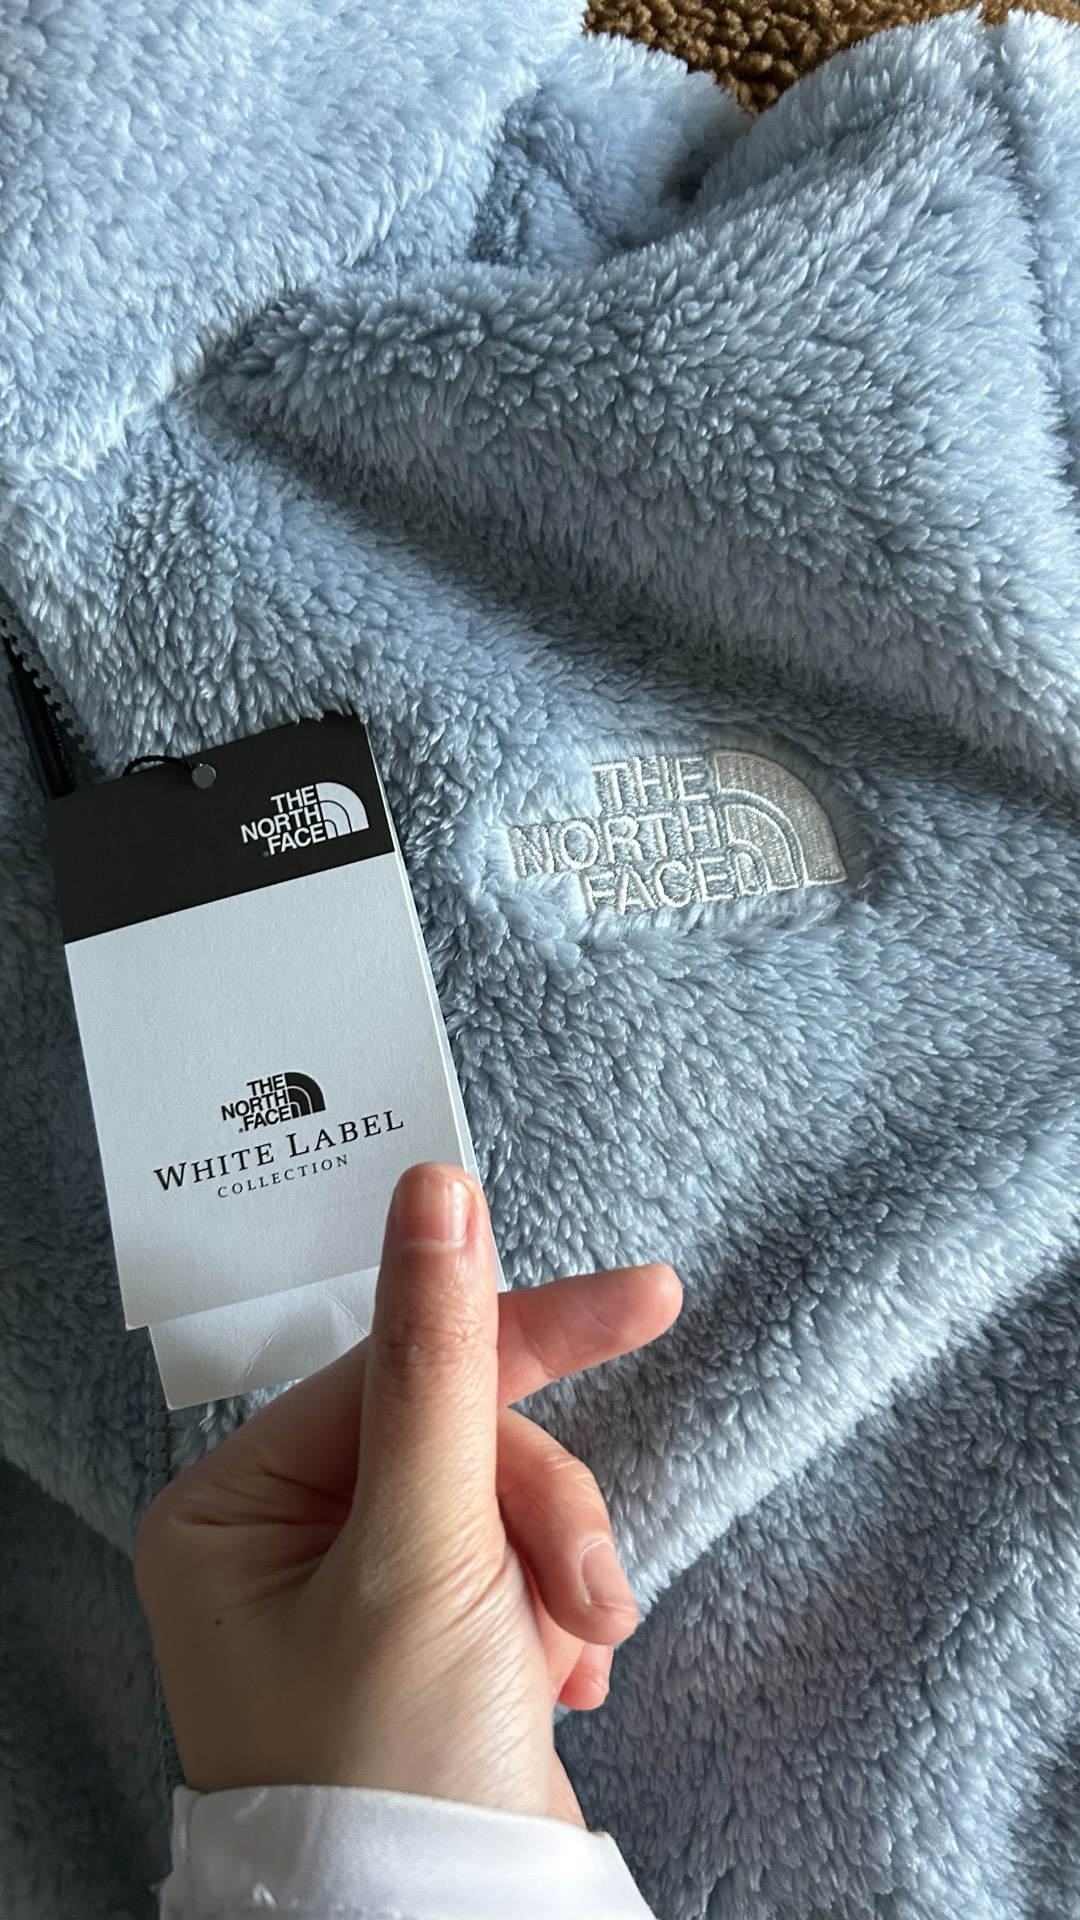 THE
NORTH
FACE
THE
NORTH
FACE
THE
NORTH
FACE
WHITE LABEL
COLLECTION